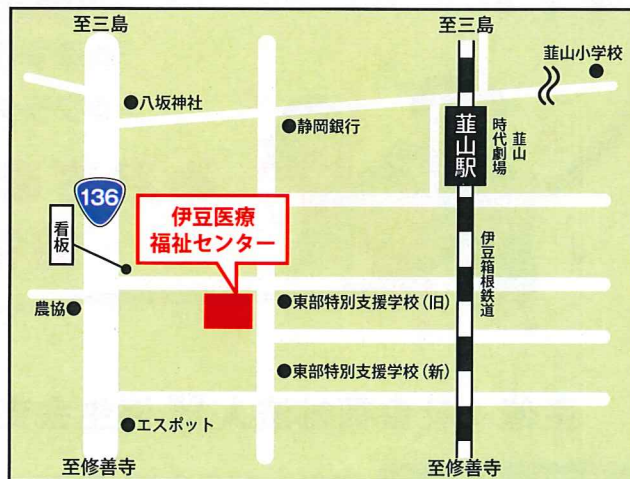 至三島
至三島
韮山小学校
八坂神社
静岡銀行
韮山駅
韮山
時代劇場
136
伊豆医療
福祉センター
看板
伊豆箱根鉄道
農協
東部特別支援学校(旧)
東部特別支援学校(新)
エスポット
至修善寺
至修善寺